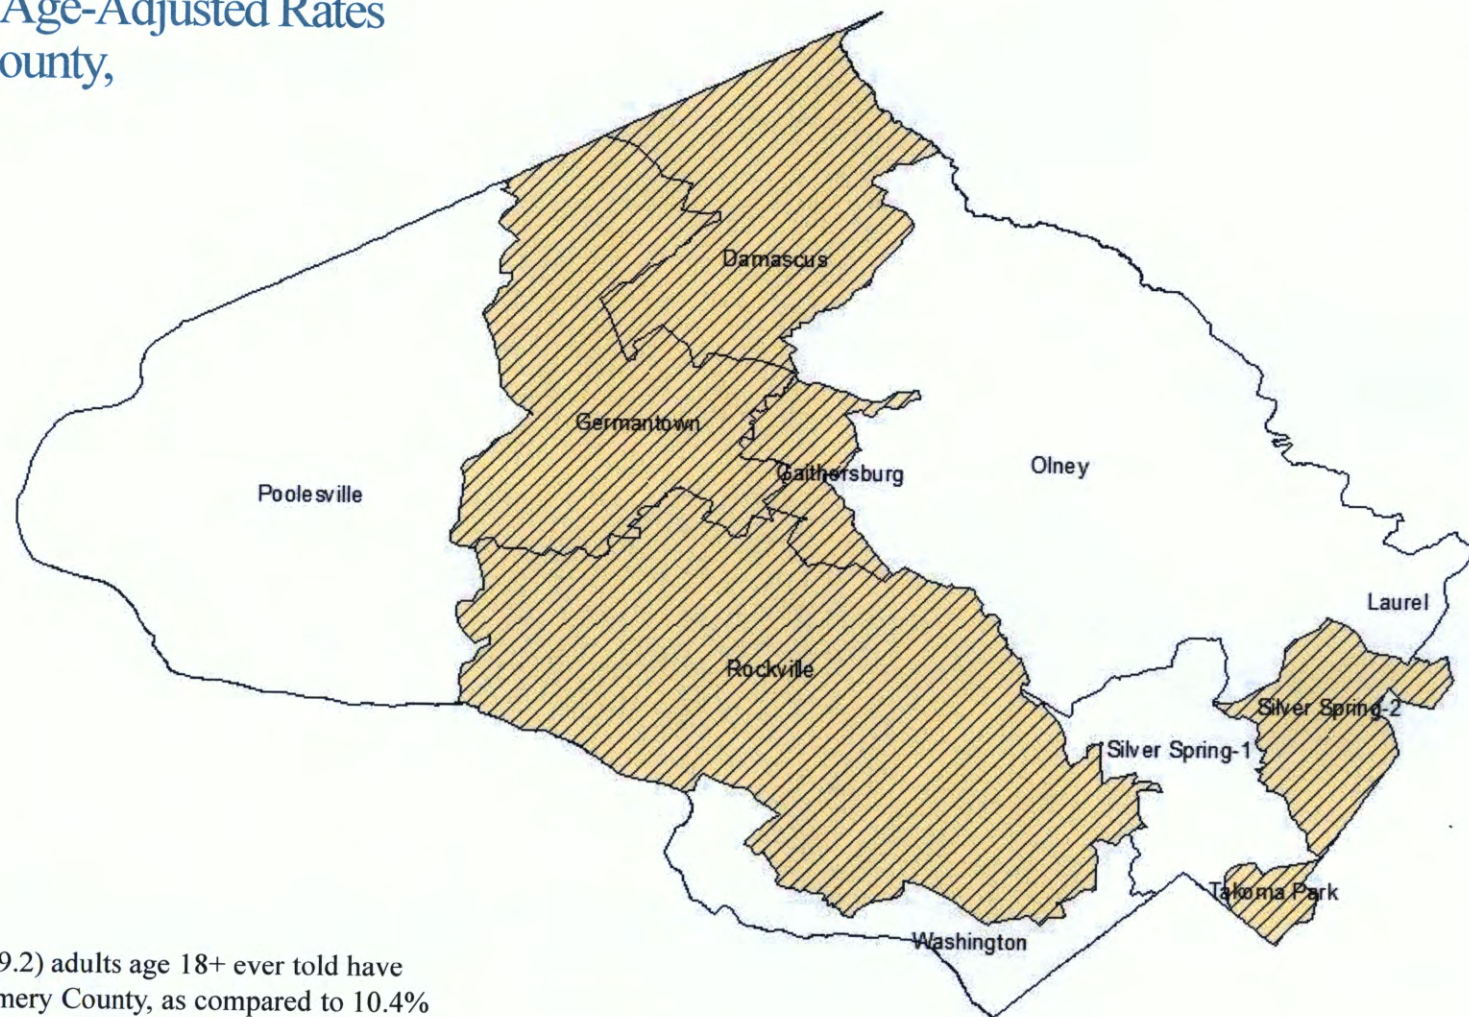 Age-Adjusted Rates
ounty,
Damascus
Germantown
Gaithersburg
Olney
Poolesville
Laurel
Rockville
Silver Spring-2
Silver Spring-1
Takoma Park
Washington
9.2) adults age 18+ ever told have
mery County, as compared to 10.4%